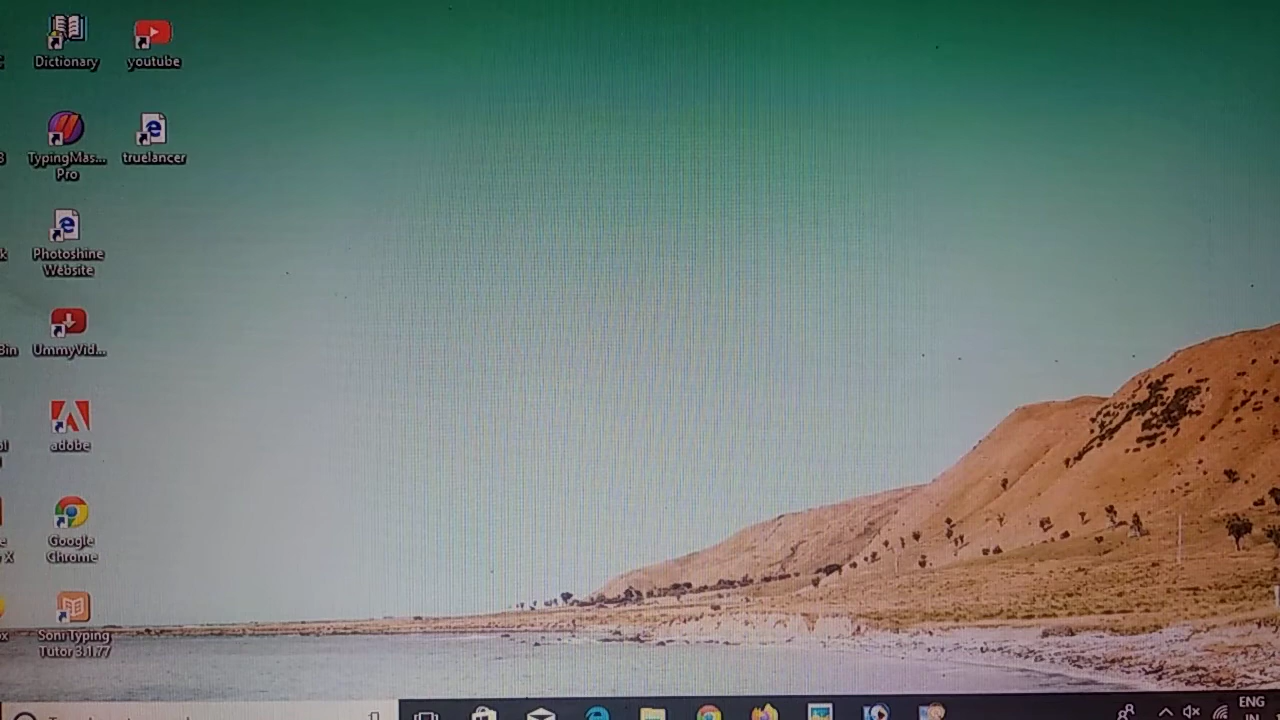 Dictionary
youtube
TypingMas...
Pro
truelancer
Photoshine
Website
Bin
UmmyVid...
adobe
Google
Chrome
X
Soni Typing
Tutor 3.1.77
ENG
IN